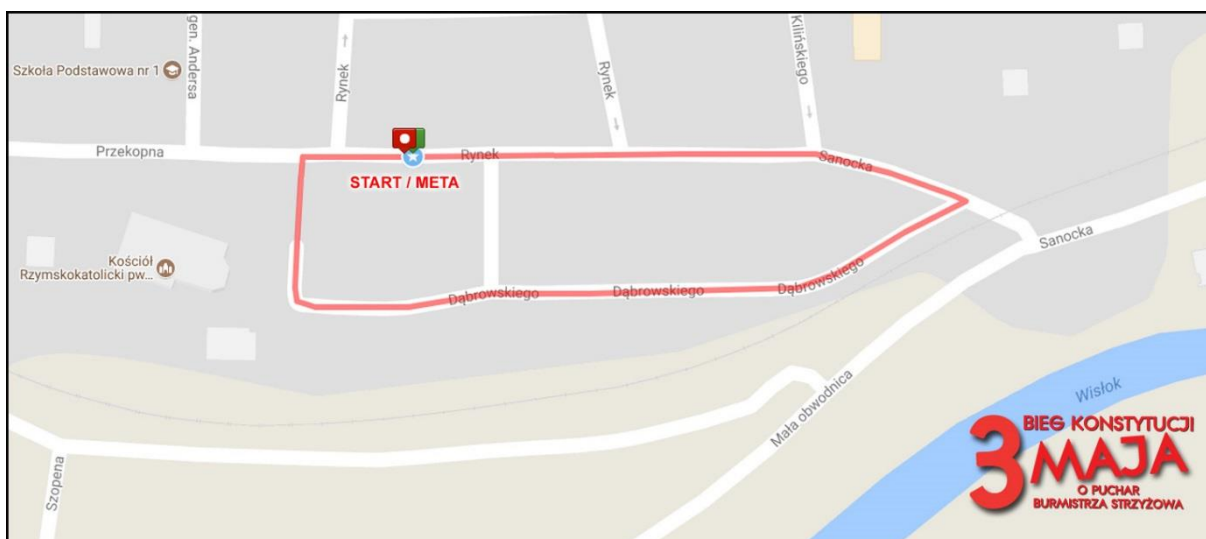 Szkoła Podstawowa nr 1
gen. Andersa
Rynek
Rynek
Kilińskiego
Przekopna
Rynek
Sanocka
START / META
Kościół
Rzymskokatolicki pw...
Dąbrowskiego
Dąbrowskiego
Dąbrowskiego
Sanocka
Mała obwodnica
Wisłok
Szopena
3
BIEG KONSTYTUCJI
MAJA
O PUCHAR
BURMISTRZA STRZYŻOWA